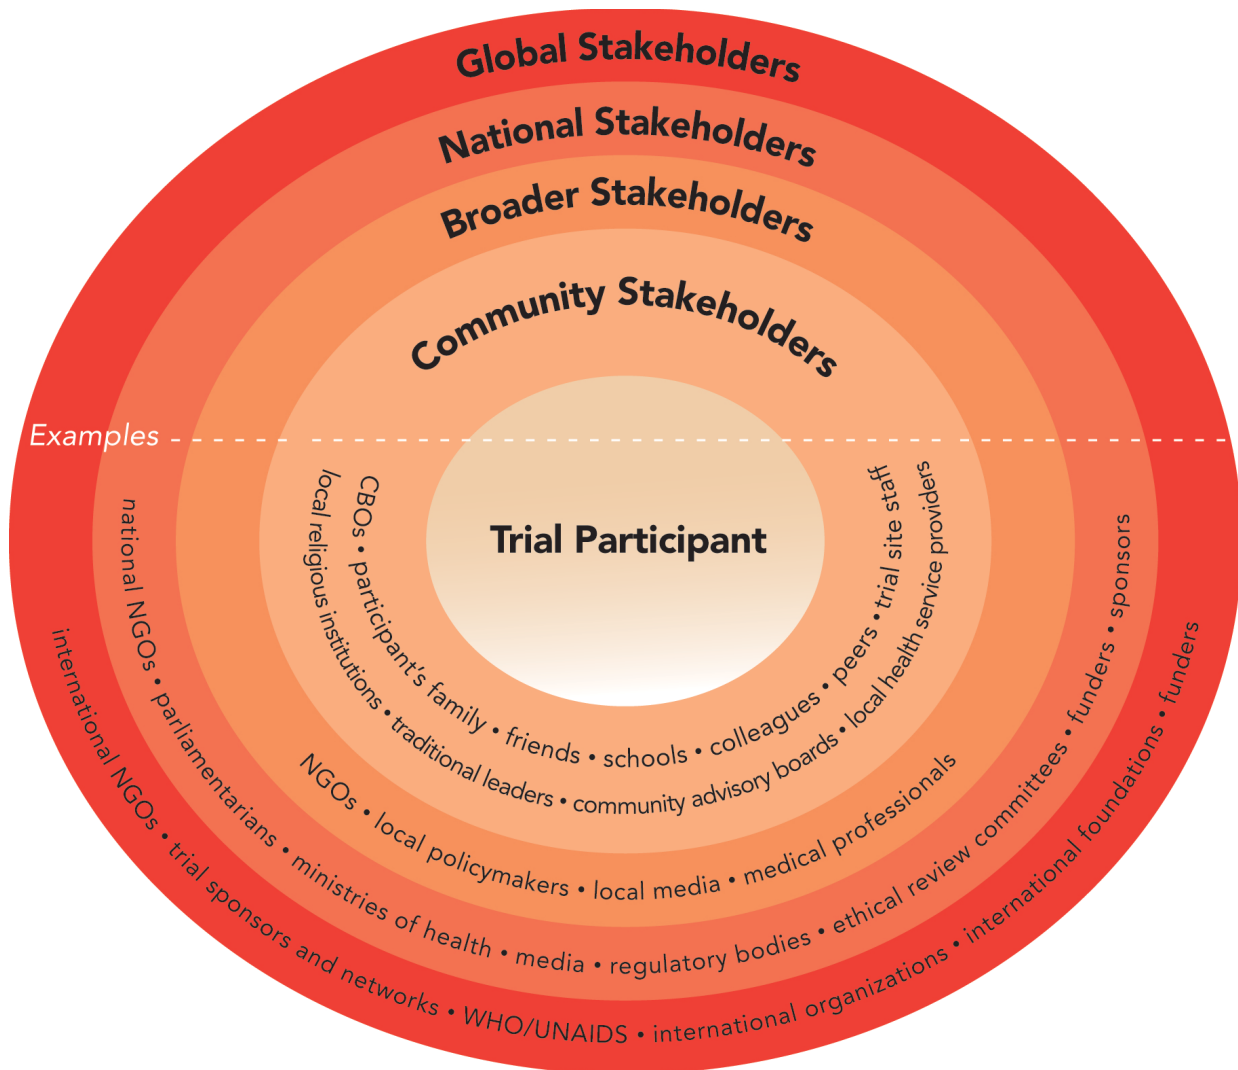 Global Stakeholders
National Stakeholders
Broader Stakeholders
Community Stakeholders
Examples
Trial Participant
CBOs • participant’s family • friends • schools • colleagues • peers • trial site staff
local religious institutions • traditional leaders • community advisory boards • local health service providers
NGOs • local policymakers • local media • medical professionals
national NGOs • parliamentarians • ministries of health • media • regulatory bodies • ethical review committees • funders • sponsors
international NGOs • trial sponsors and networks • WHO/UNAIDS • international organizations • international foundations • funders